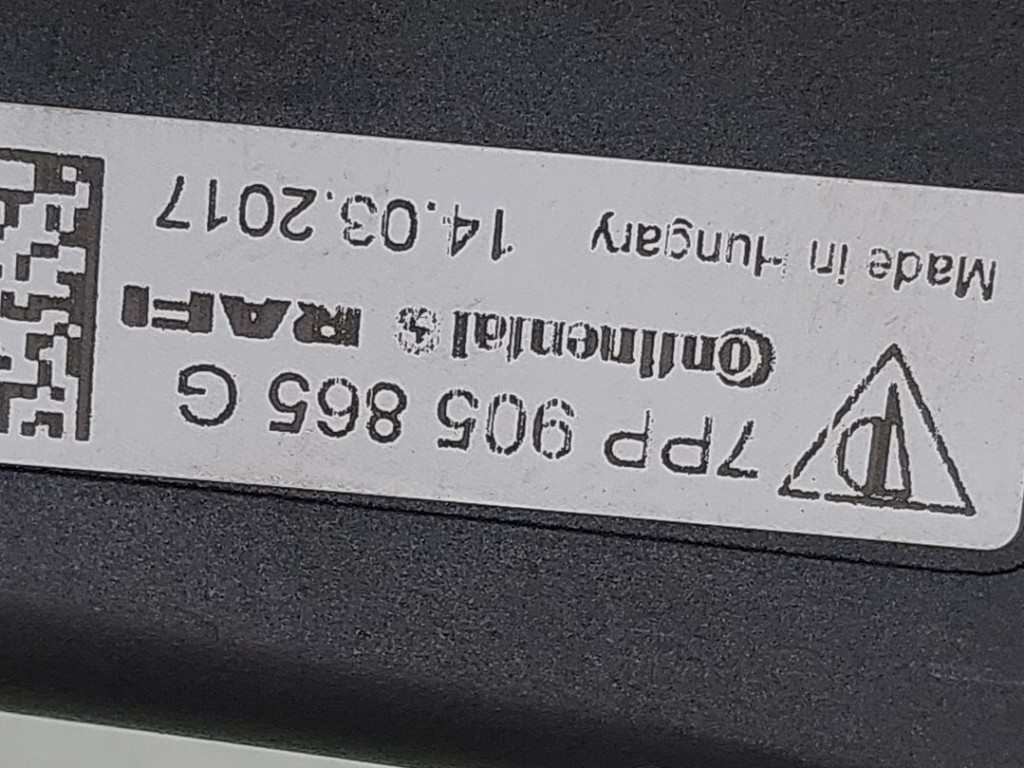 7PP 905 865 G
Continental & RAFI
Made in Hungary 14.03.2017